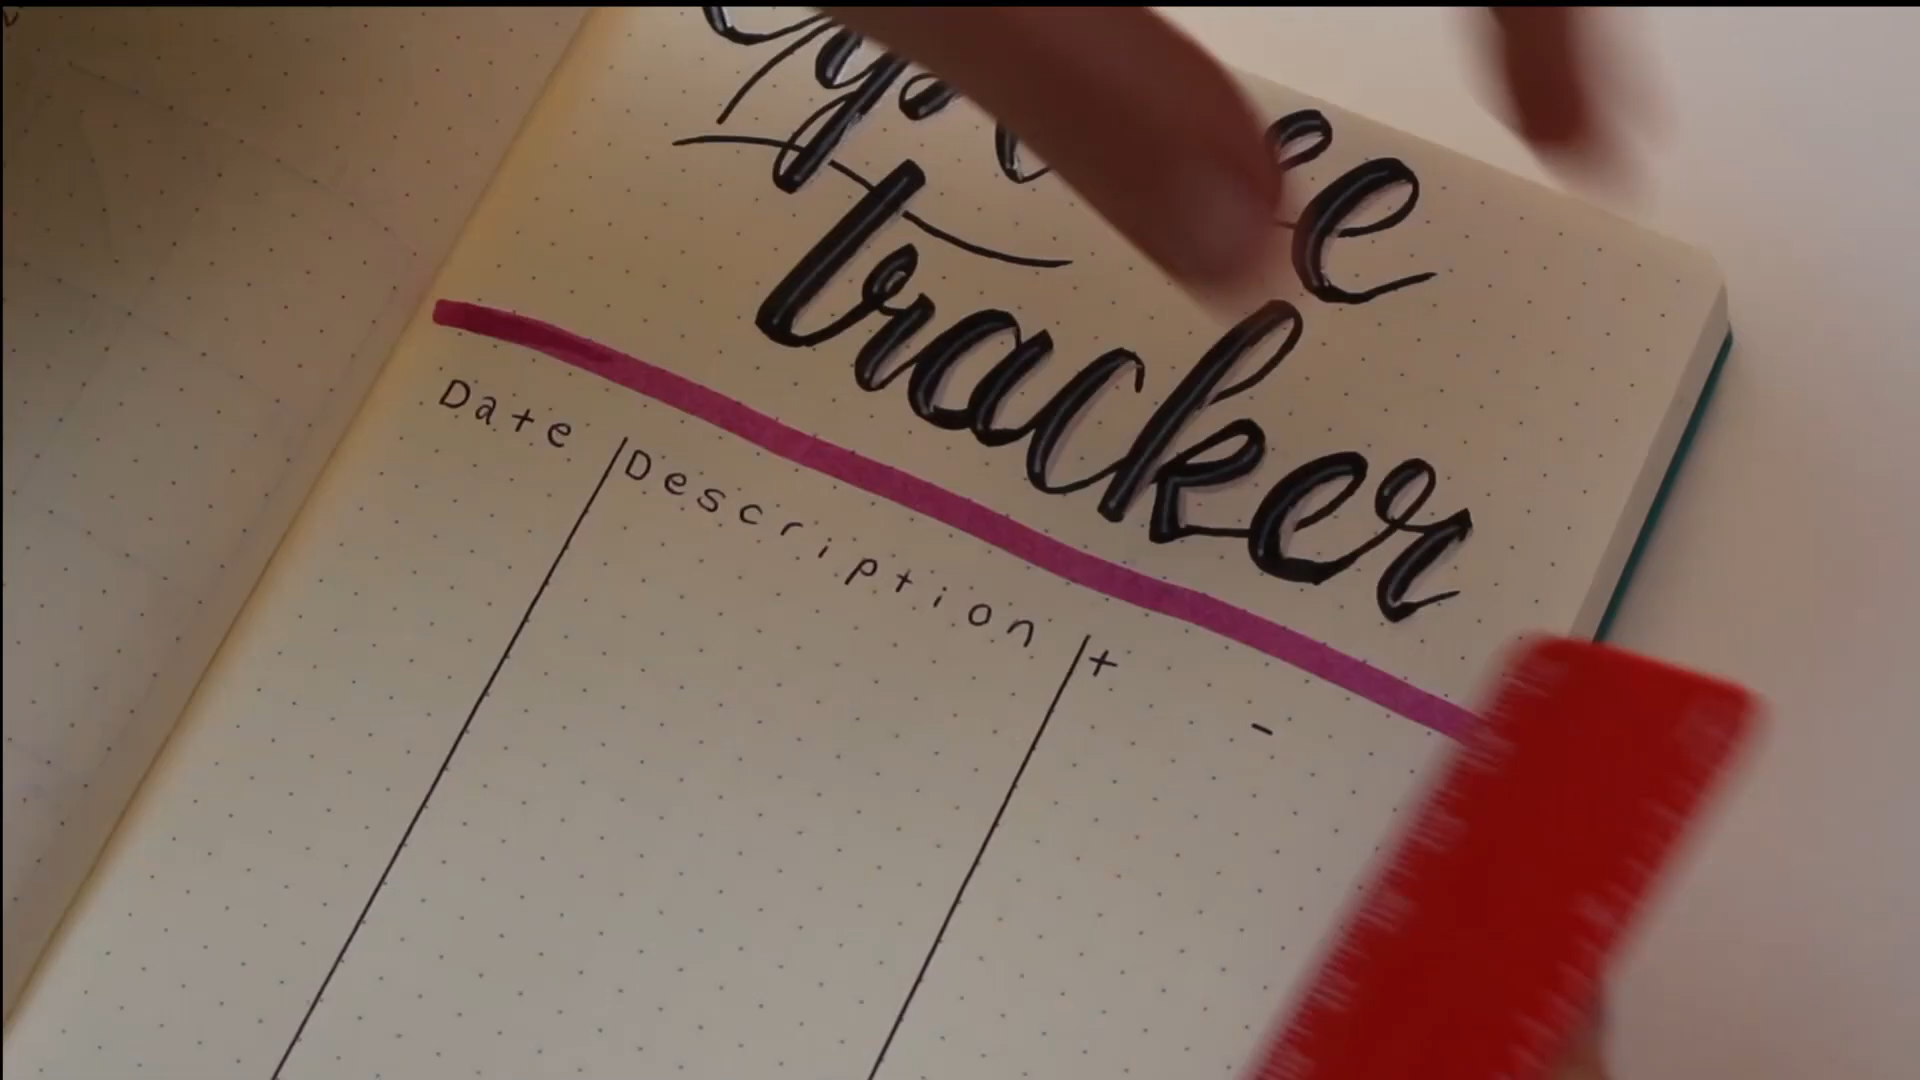 tracker
Date Description + -